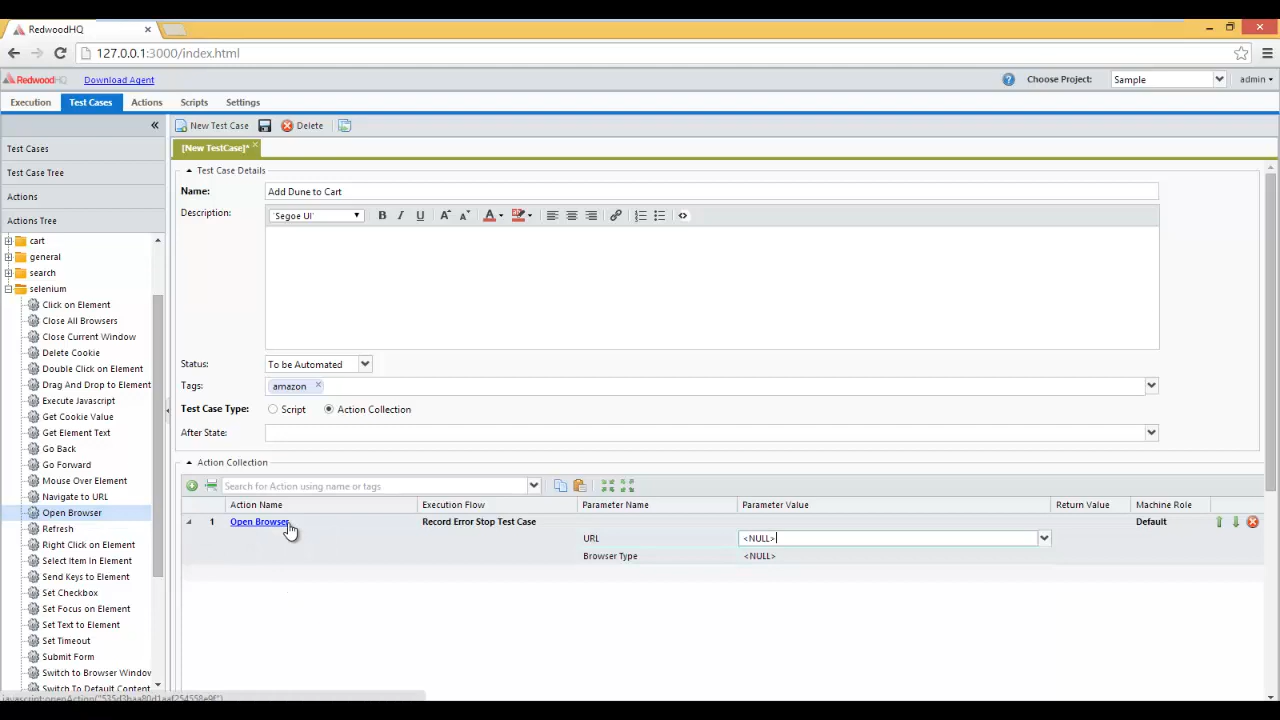 RedwoodHQ
127.0.0.1:3000/index.html
RedwoodHQ
Download Agent
Choose Project:
Sample
admin
Execution
Test Cases
Actions
Scripts
Settings
New Test Case
Delete
Test Cases
Test Case Tree
Actions
Actions Tree
cart
general
search
selenium
Click on Element
Close All Browsers
Close Current Window
Delete Cookie
Double Click on Element
Drag And Drop to Element
Execute Javascript
Get Cookie Value
Get Element Text
Go Back
Go Forward
Mouse Over Element
Navigate to URL
Open Browser
Refresh
Right Click on Element
Select Item in Element
Send Keys to Element
Set Checkbox
Set Focus on Element
Set Text to Element
Set Timeout
Submit Form
Switch to Browser Window
Switch To Default Content
[New TestCase]*
Test Case Details
Name:
Add Dune to Cart
Description:
'Segoe UI'
B I U A A A
Status:
To be Automated
Tags:
amazon
Test Case Type:
Script
Action Collection
After State:
Action Collection
Search for Action using name or tags
Action Name
Execution Flow
Parameter Name
Parameter Value
Return Value
Machine Role
1
Open Browser
Record Error Stop Test Case
Default
URL
<NULL>
Browser Type
<NULL>